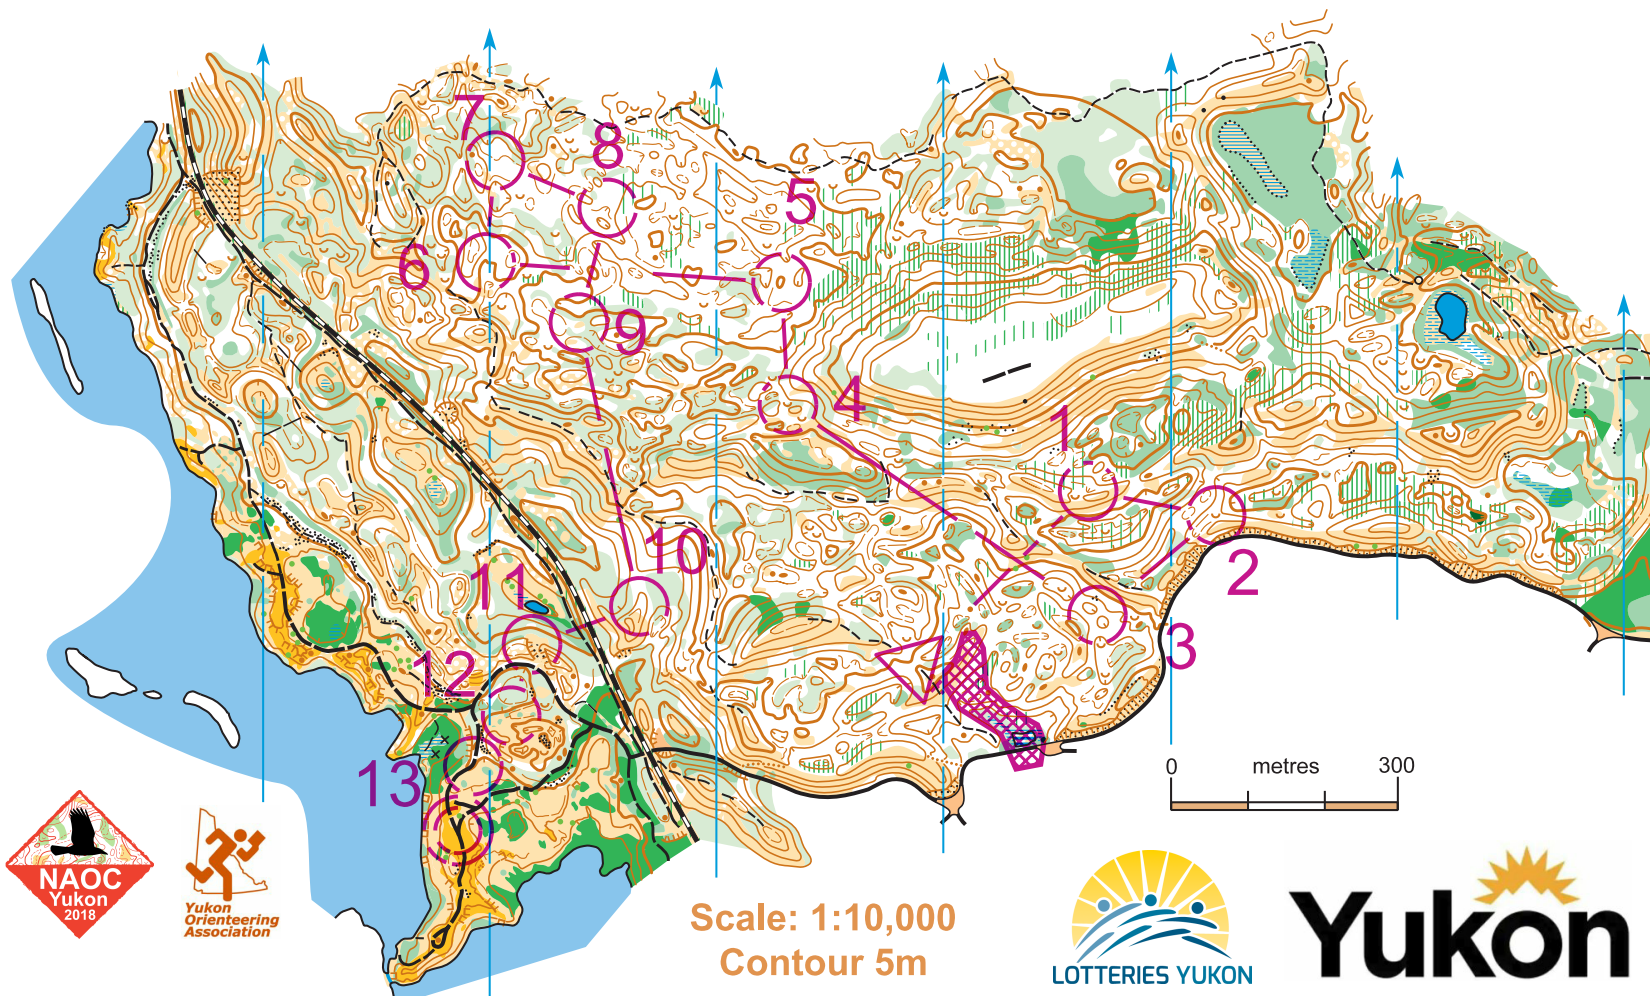 7
8
5
6
9
4
1
10
2
11
3
12
13
0 metres 300
NAOC
Yukon
2018
Yukon
Orienteering
Association
Scale: 1:10,000
Contour 5m
LOTTERIES YUKON
Yukon